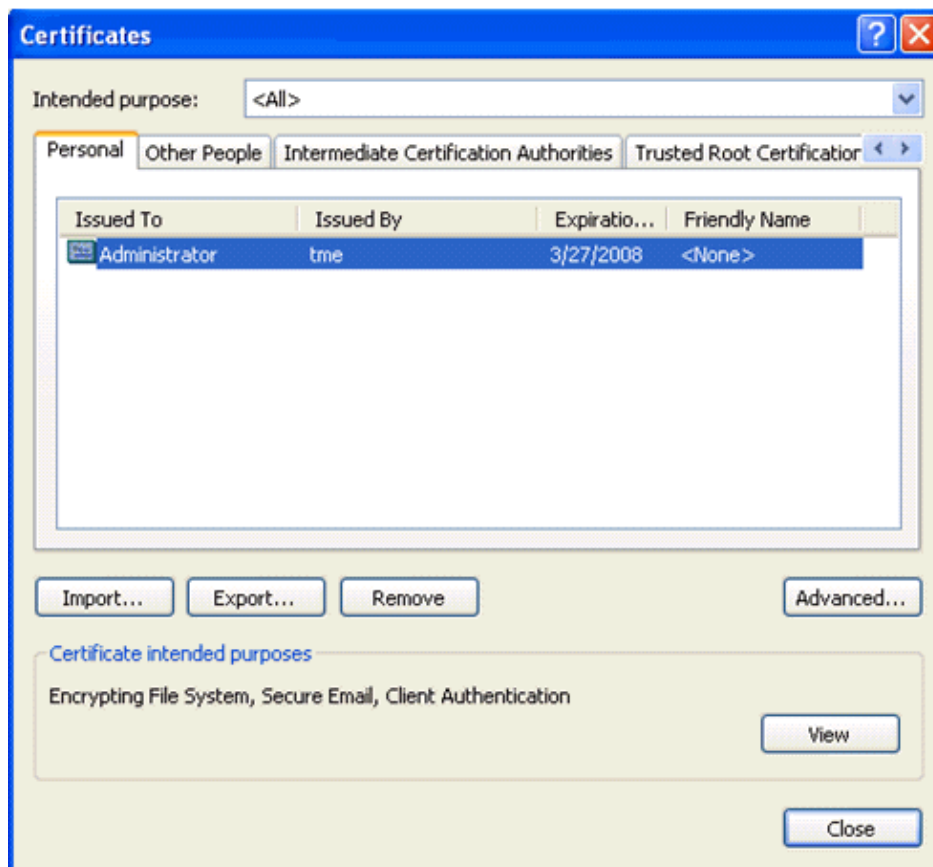 Certificates
Intended purpose: <All>
Personal Other People Intermediate Certification Authorities Trusted Root Certification
Issued To Issued By Expiratio... Friendly Name
Administrator tme 3/27/2008 <None>
Import... Export... Remove Advanced...
Certificate intended purposes
Encrypting File System, Secure Email, Client Authentication
View
Close